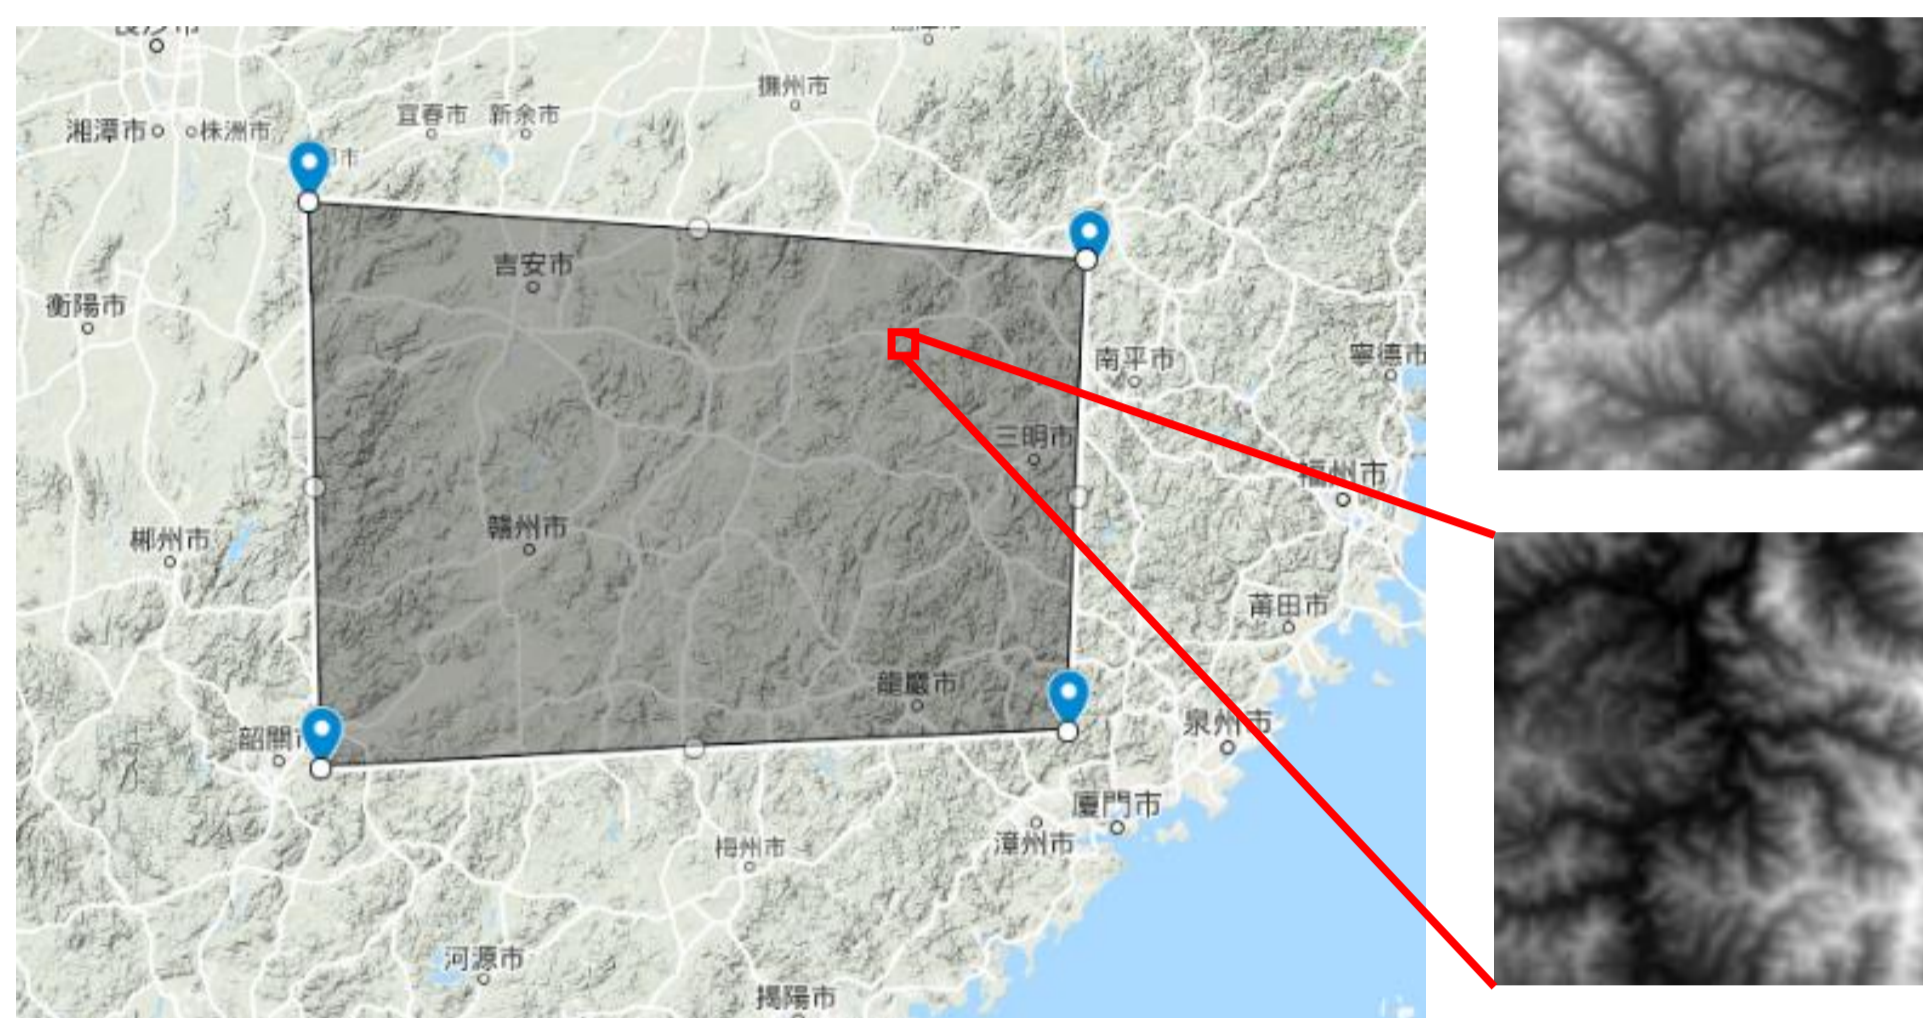 撫州市
宜春市
新余市
湘潭市
株洲市
吉安市
衡陽市
南平市
寧德市
三明市
福州市
郴州市
贛州市
莆田市
龍巖市
泉州市
韶關
廈門市
漳州市
梅州市
河源市
揭陽市